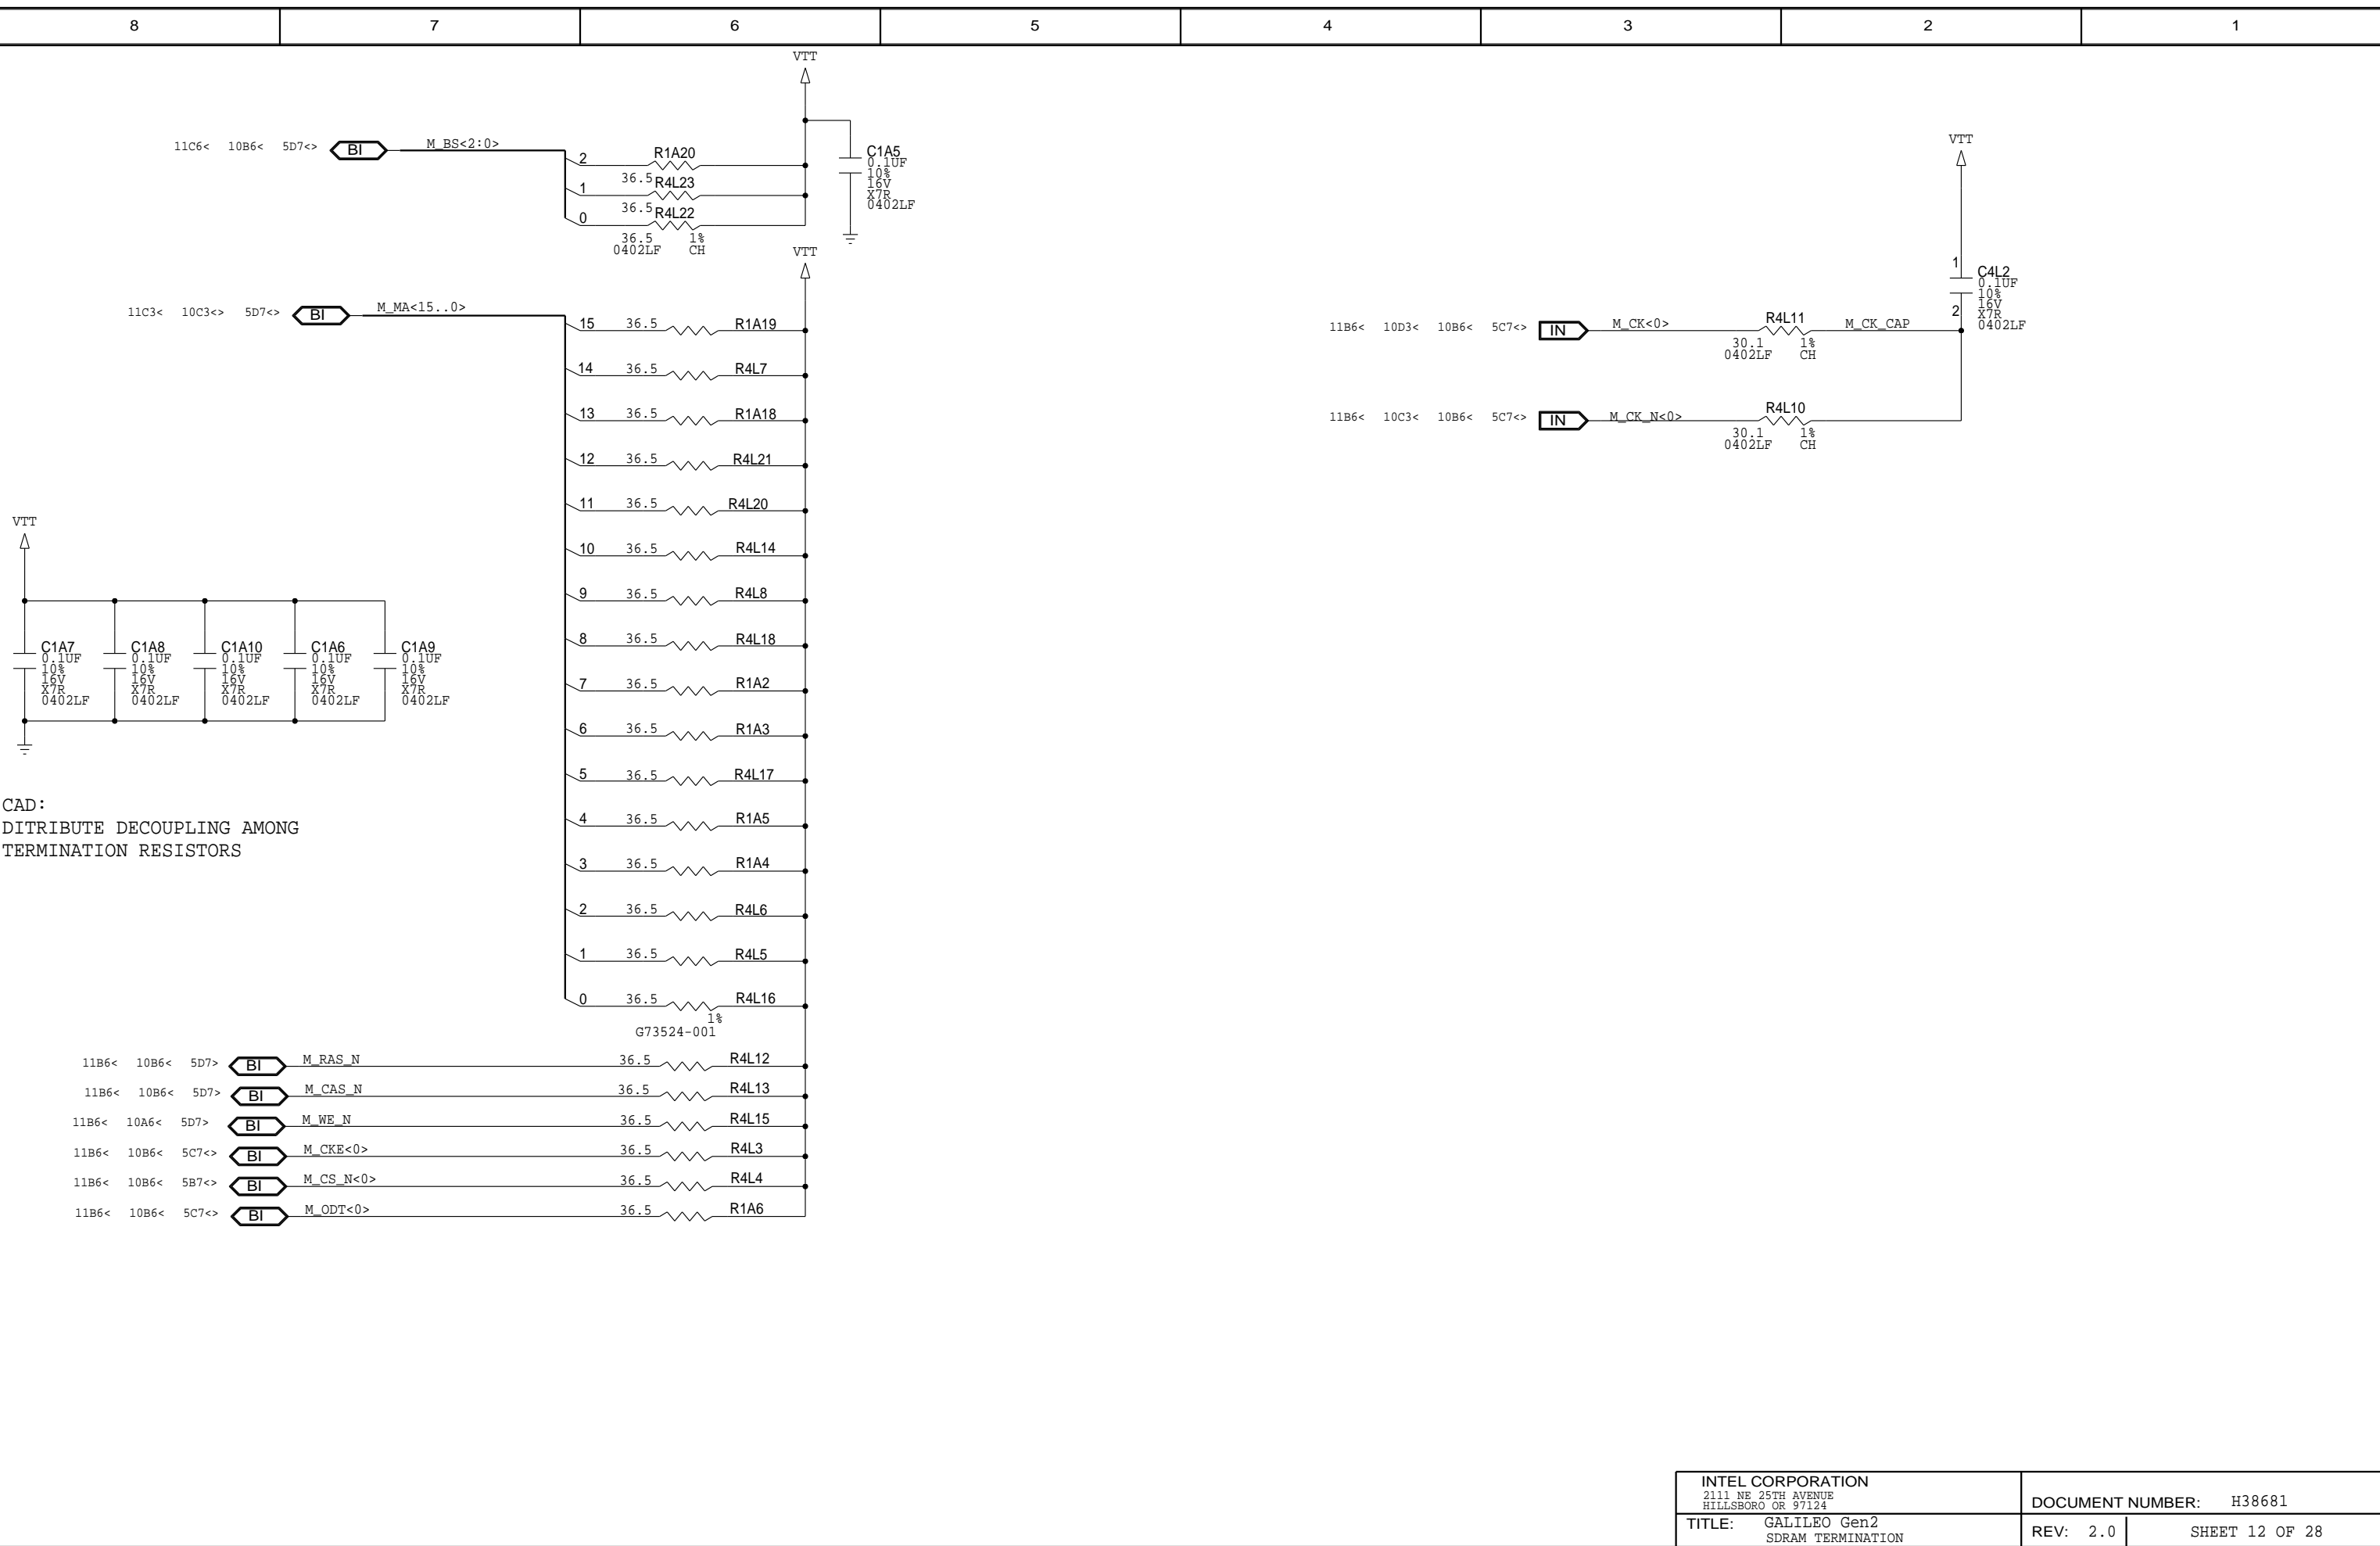 8 7 6 5 4 3 2 1
VTT
11C6< 10B6< 5D7<> BI M_BS<2:0>
2 R1A20
36.5
1 R4L23
36.5
0 R4L22
36.5 1%
0402LF CH
C1A5
0.1UF
10%
16V
X7R
0402LF
VTT
11C3< 10C3<> 5D7<> BI M_MA<15..0>
15 36.5 R1A19
14 36.5 R4L7
13 36.5 R1A18
12 36.5 R4L21
11 36.5 R4L20
10 36.5 R4L14
9 36.5 R4L8
8 36.5 R4L18
7 36.5 R1A2
6 36.5 R1A3
5 36.5 R4L17
4 36.5 R1A5
3 36.5 R1A4
2 36.5 R4L6
1 36.5 R4L5
0 36.5 R4L16
1%
G73524-001
11B6< 10B6< 5D7> BI M_RAS_N 36.5 R4L12
11B6< 10B6< 5D7> BI M_CAS_N 36.5 R4L13
11B6< 10A6< 5D7> BI M_WE_N 36.5 R4L15
11B6< 10B6< 5C7<> BI M_CKE<0> 36.5 R4L3
11B6< 10B6< 5B7<> BI M_CS_N<0> 36.5 R4L4
11B6< 10B6< 5C7<> BI M_ODT<0> 36.5 R1A6
VTT
C1A7 C1A8 C1A10 C1A6 C1A9
0.1UF 0.1UF 0.1UF 0.1UF 0.1UF
10% 10% 10% 10% 10%
16V 16V 16V 16V 16V
X7R X7R X7R X7R X7R
0402LF 0402LF 0402LF 0402LF 0402LF
CAD:
DITRIBUTE DECOUPLING AMONG
TERMINATION RESISTORS
VTT
1
C4L2
0.1UF
10%
16V
2
X7R
0402LF
11B6< 10D3< 10B6< 5C7<> IN M_CK<0> R4L11 M_CK_CAP
30.1 1%
0402LF CH
11B6< 10C3< 10B6< 5C7<> IN M_CK_N<0> R4L10
30.1 1%
0402LF CH
INTEL CORPORATION
2111 NE 25TH AVENUE
HILLSBORO OR 97124
DOCUMENT NUMBER: H38681
TITLE: GALILEO Gen2
SDRAM TERMINATION
REV: 2.0 SHEET 12 OF 28